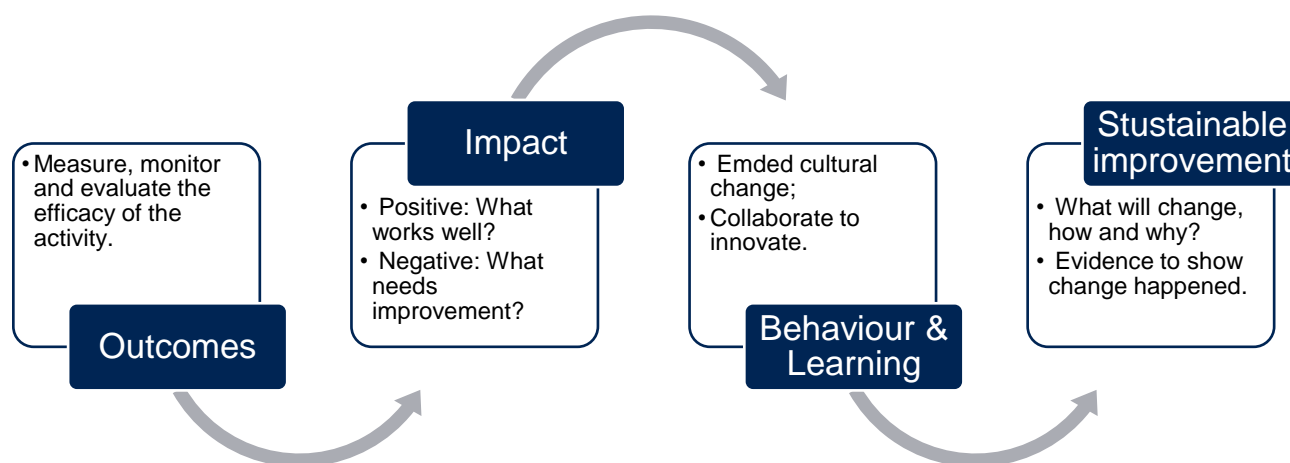 • Measure, monitor
and evaluate the
efficacy of the
activity.
Outcomes
Impact
• Positive: What
works well?
• Negative: What
needs
improvement?
• Emded cultural
change;
• Collaborate to
innovate.
Behaviour &
Learning
Stustainable
improvement
• What will change,
how and why?
• Evidence to show
change happened.